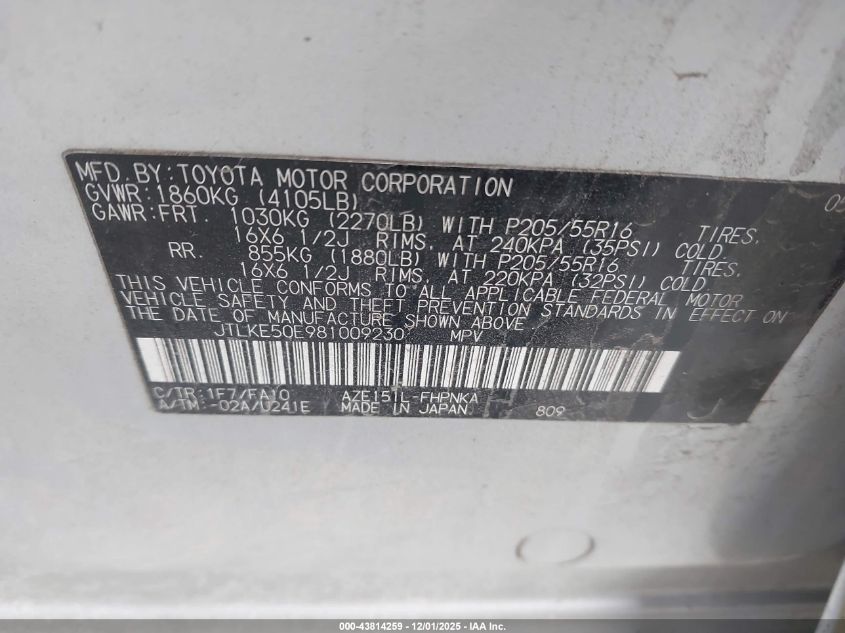 MFD. BY: TOYOTA MOTOR CORPORATION
GVWR: 1860KG (4105LB) 05
GAWR: FRT. 1030KG (2270LB) WITH P205/55R16 TIRES,
16X6 1/2J RIMS, AT 240KPA (35PSI) COLD
RR. 855KG (1880LB) WITH P205/55R16 TIRES,
16X6 1/2J RIMS, AT 220KPA (32PSI) COLD
THIS VEHICLE CONFORMS TO ALL APPLICABLE FEDERAL MOTOR
VEHICLE SAFETY AND THEFT PREVENTION STANDARDS IN EFFECT ON
THE DATE OF MANUFACTURE SHOWN ABOVE.
JTLKE50E981009230 MPV
C/TR: 1F7/FA10 AZE151L-FHPNKA
A/TM: -02A/U241E MADE IN JAPAN 809 J
000-43814259 - 12/01/2025 - IAA Inc.